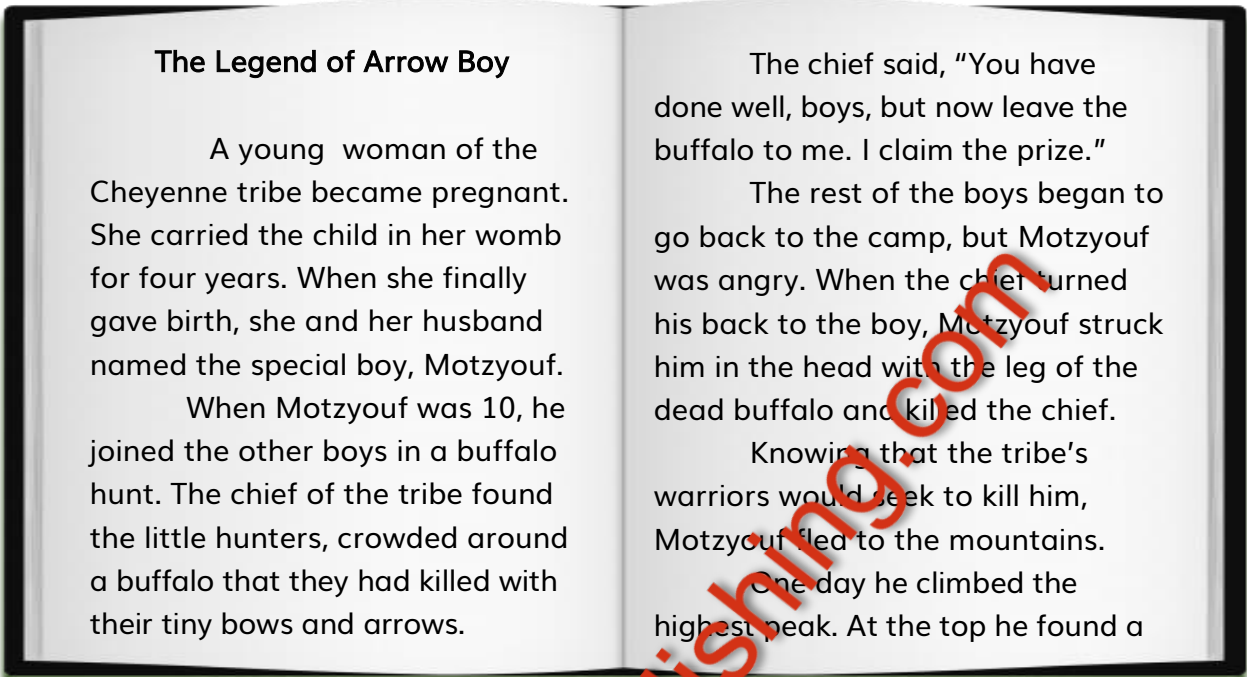 The Legend of Arrow Boy
A young woman of the
Cheyenne tribe became pregnant.
She carried the child in her womb
for four years. When she finally
gave birth, she and her husband
named the special boy, Motzyouf.
When Motzyouf was 10, he
joined the other boys in a buffalo
hunt. The chief of the tribe found
the little hunters, crowded around
a buffalo that they had killed with
their tiny bows and arrows.
The chief said, “You have
done well, boys, but now leave the
buffalo to me. I claim the prize.”
The rest of the boys began to
go back to the camp, but Motzyouf
was angry. When the chief turned
his back to the boy, Motzyouf struck
him in the head with the leg of the
dead buffalo and killed the chief.
Knowing that the tribe’s
warriors would seek to kill him,
Motzyouf fled to the mountains.
One day he climbed the
highest peak. At the top he found a
lishing.com